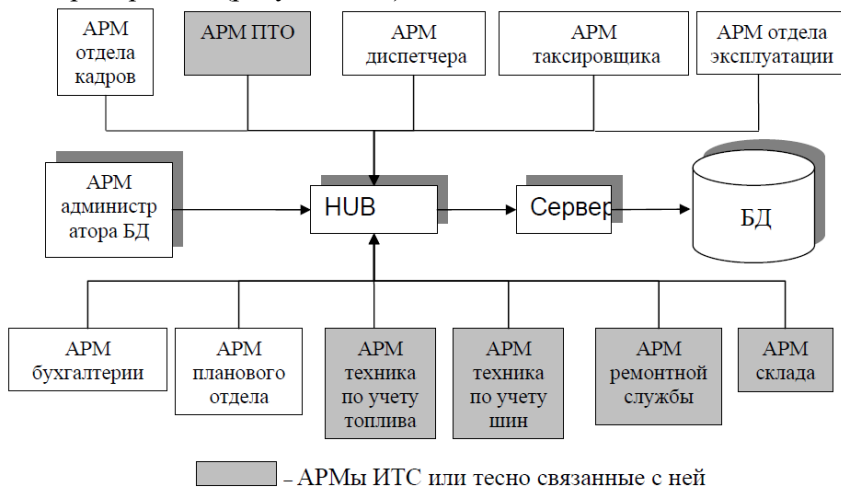 АРМ
отдела
кадров
АРМ ПТО
АРМ
диспетчера
АРМ
таксировщика
АРМ отдела
эксплуатации
АРМ
администр
атора БД
HUB
Сервер
БД
АРМ
бухгалтерии
АРМ
планового
отдела
АРМ
техника
по учету
топлива
АРМ
техника
по учету
шин
АРМ
ремонтной
службы
АРМ
склада
– АРМы ИТС или тесно связанные с ней